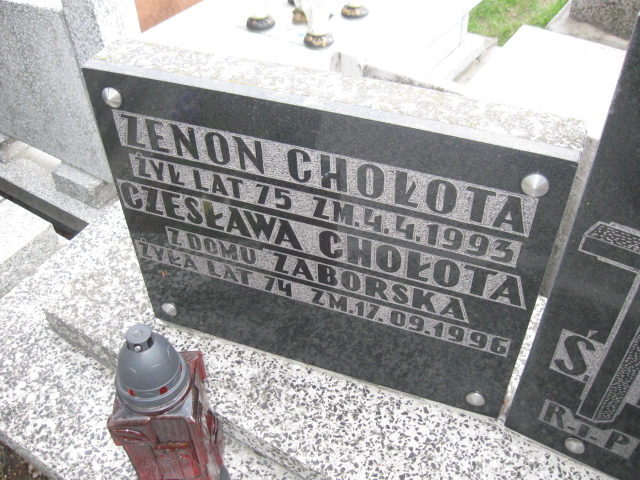 ZENON CHOŁOTA
ŻYŁ LAT 75 ZM.4.4.1993
CZESŁAWA CHOŁOTA
Z DOMU ZABORSKA
ŻYŁA LAT 74 ZM.17.09.1996
Ś.
R-i-P